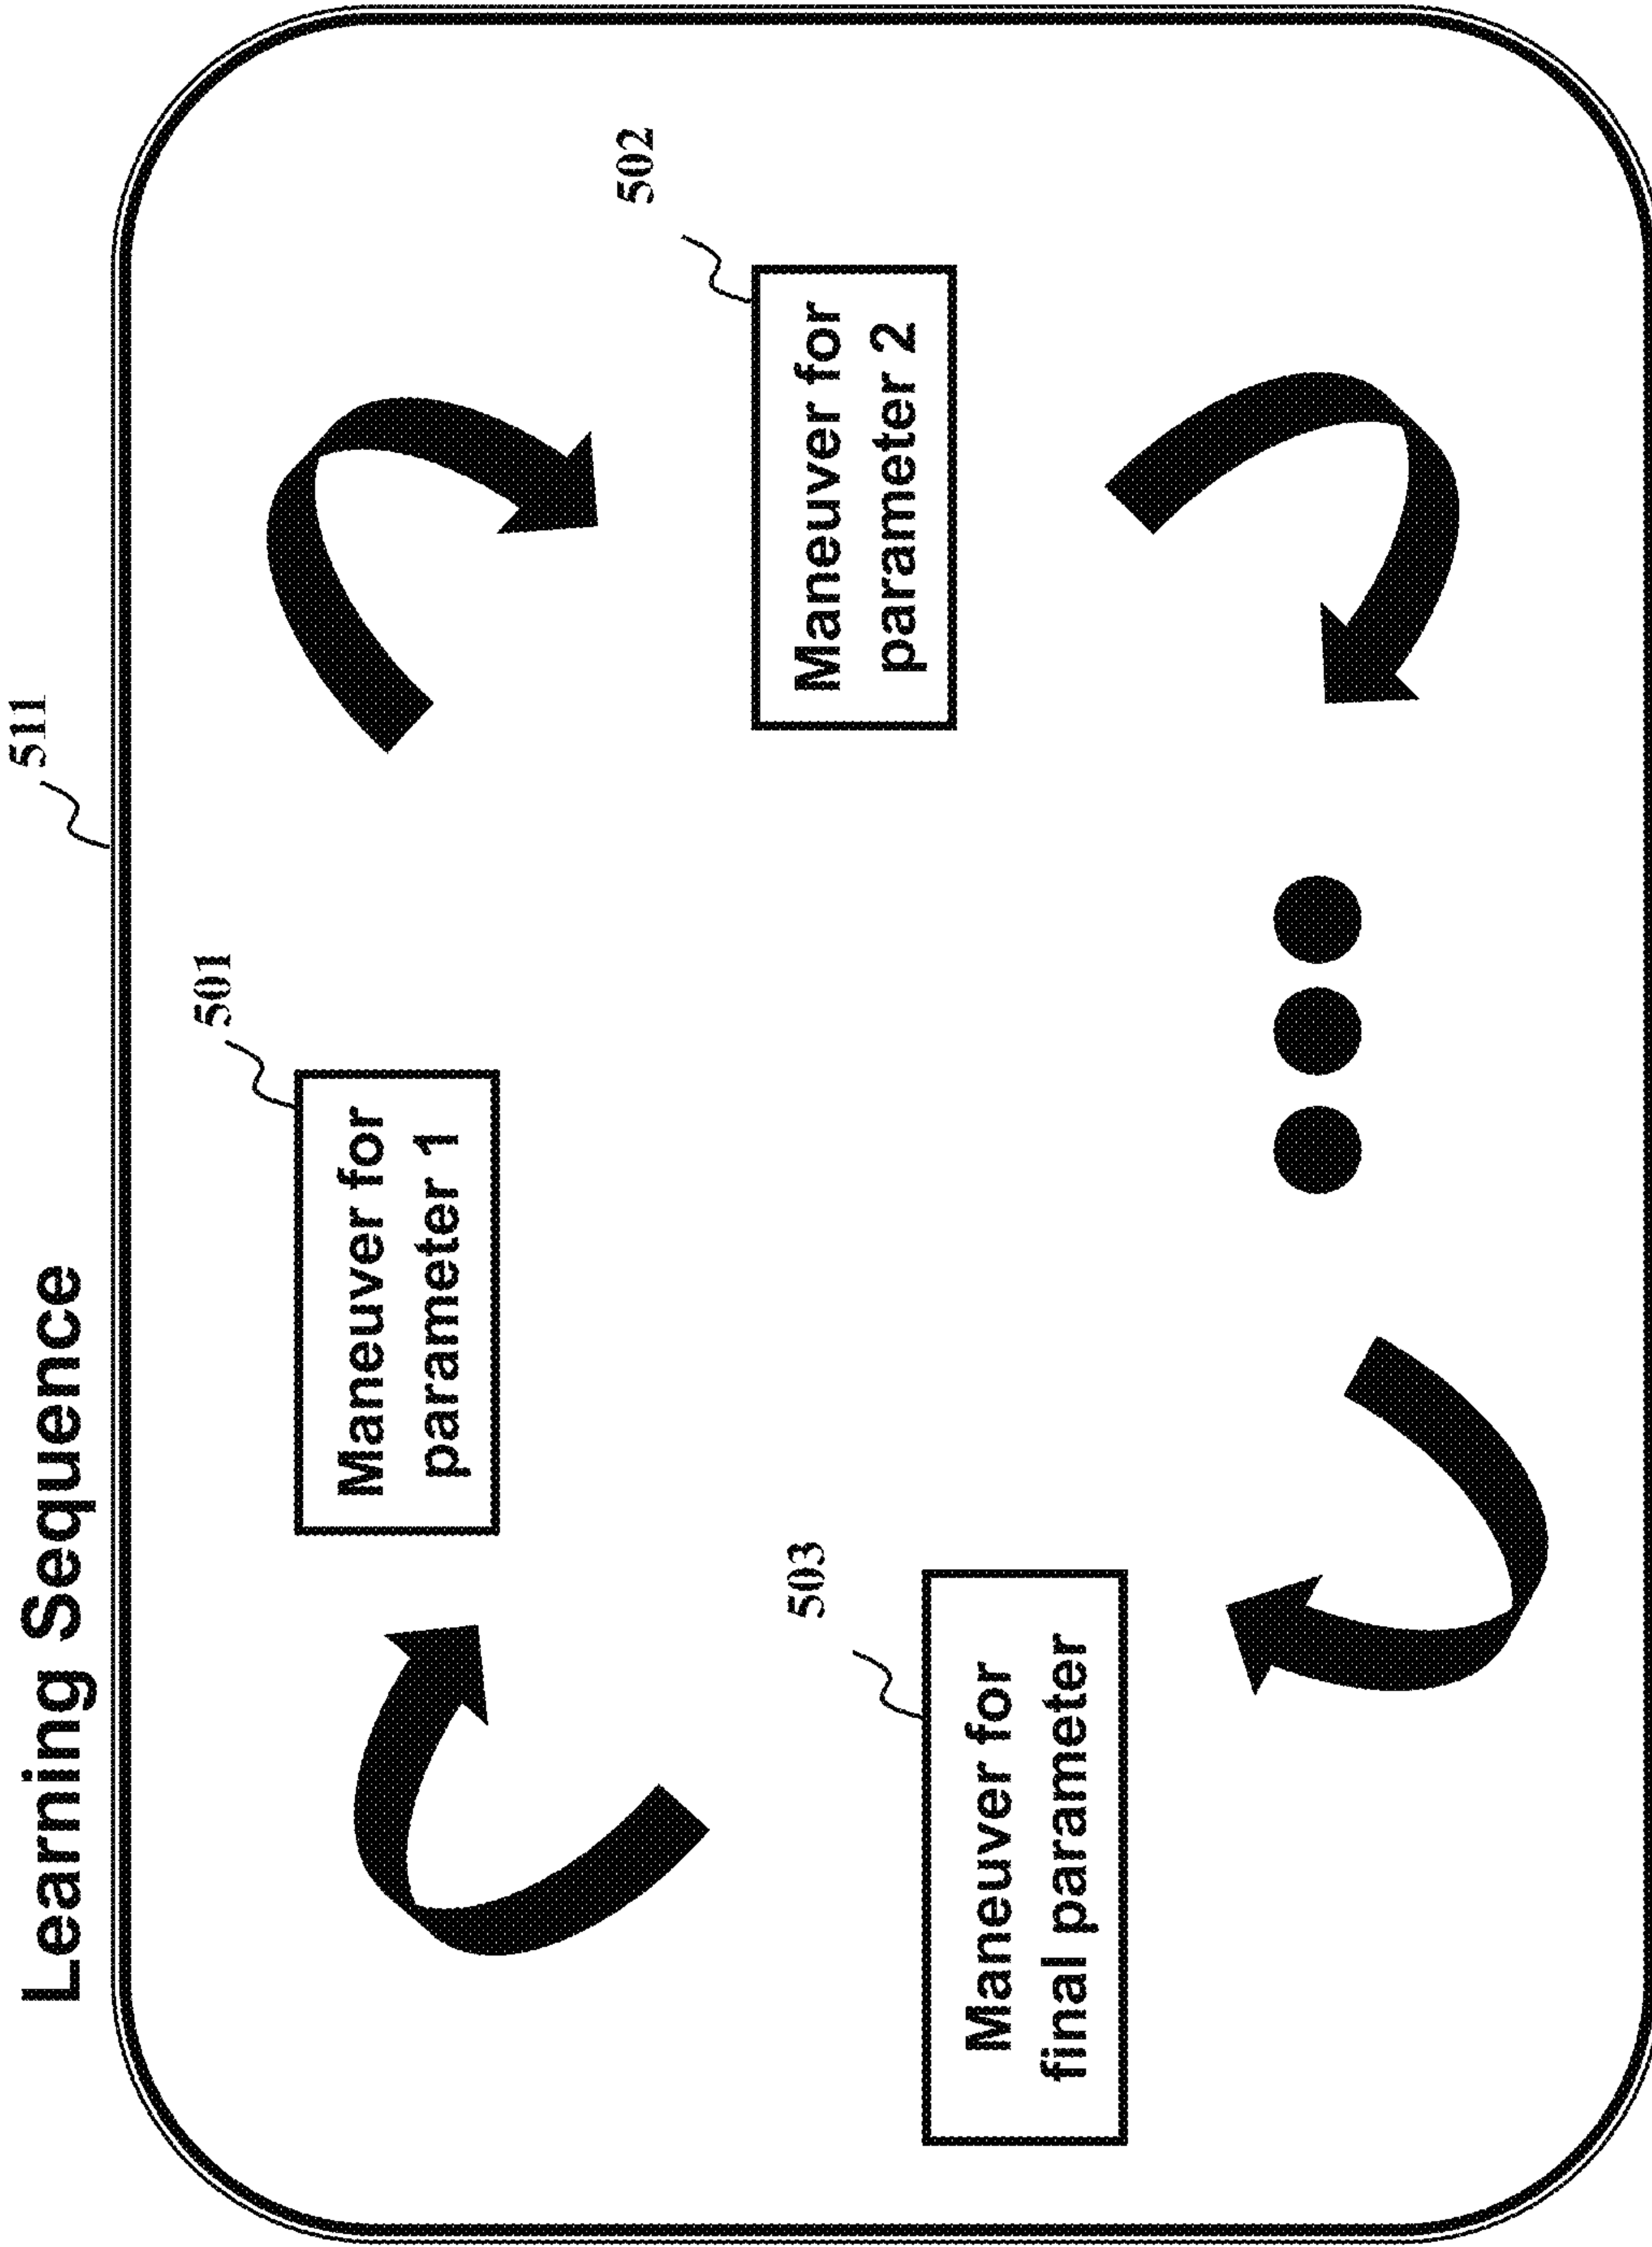 Learning Sequence
511
501
Maneuver for
parameter 1
502
Maneuver for
parameter 2
503
Maneuver for
final parameter